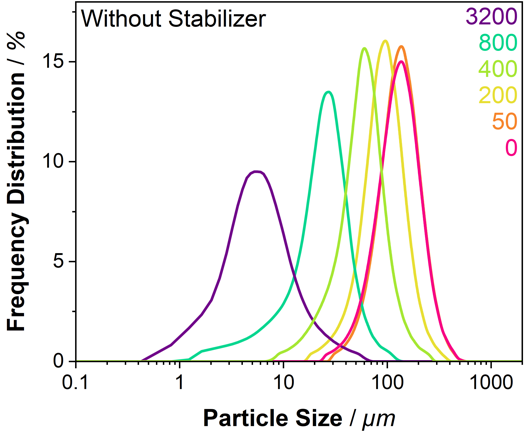 Without Stabilizer
3200
800
400
200
50
0
Frequency Distribution / %
15
10
5
0
0.1 1 10 100 1000
Particle Size / µm